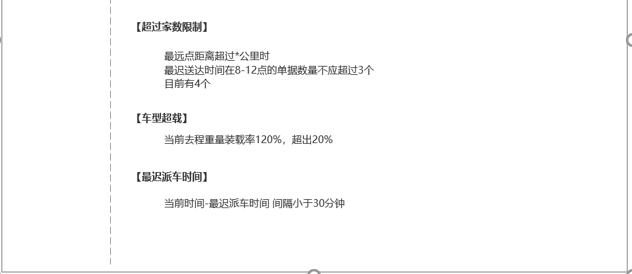 【超过家数限制】
最远点距离超过*公里时
最迟送达时间在8-12点的单据数量不应超过3个
目前有4个
【车型超载】
当前去程重量装载率120%，超出20%
【最迟派车时间】
当前时间-最迟派车时间 间隔小于30分钟